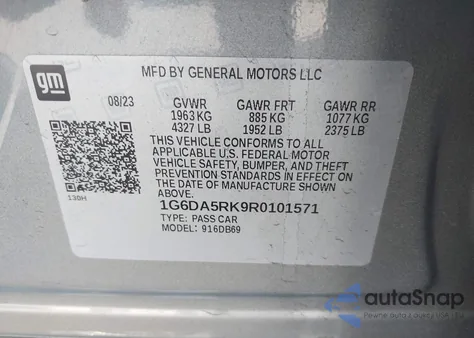 gm
MFD BY GENERAL MOTORS LLC
08/23 GVWR GAWR FRT GAWR RR
1963 KG 885 KG 1077 KG
4327 LB 1952 LB 2375 LB
THIS VEHICLE CONFORMS TO ALL
APPLICABLE U.S. FEDERAL MOTOR
VEHICLE SAFETY, BUMPER, AND THEFT
PREVENTION STANDARDS IN EFFECT ON
THE DATE OF MANUFACTURE SHOWN
ABOVE.
130H
1G6DA5RK9R0101571
TYPE: PASS CAR
MODEL: 916DB69
autoSnap
Pewne auto z Ameryki